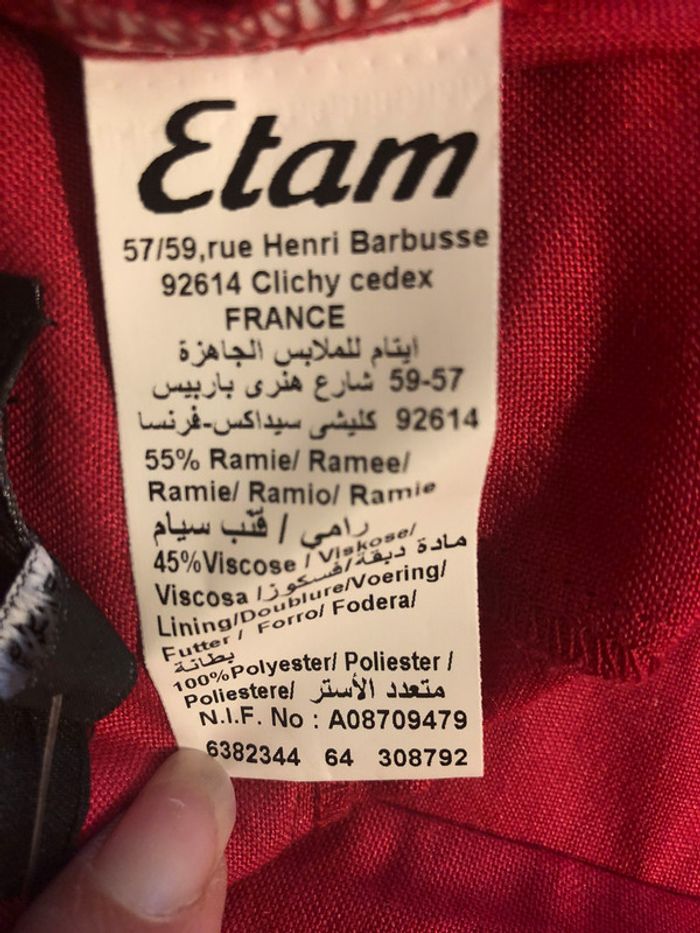 Etam
57/59,rue Henri Barbusse
92614 Clichy cedex
FRANCE
ايتام للملابس الجاهزة
59-57 شارع هنرى باربيس
92614 كليشى سيداكس-فرنسا
55% Ramie/ Ramee/
Ramie/ Ramio/ Ramie
رامي / قنّب سيام
45%Viscose / Viskose/
Viscosa / مادة دبقة/فسكوز
Lining/Doublure/Voering/
Futter / Forro/ Fodera/
بطانة
100%Polyester/ Poliester /
Poliestere/ متعدد الأستر
N.I.F. No : A08709479
6382344 64 308792